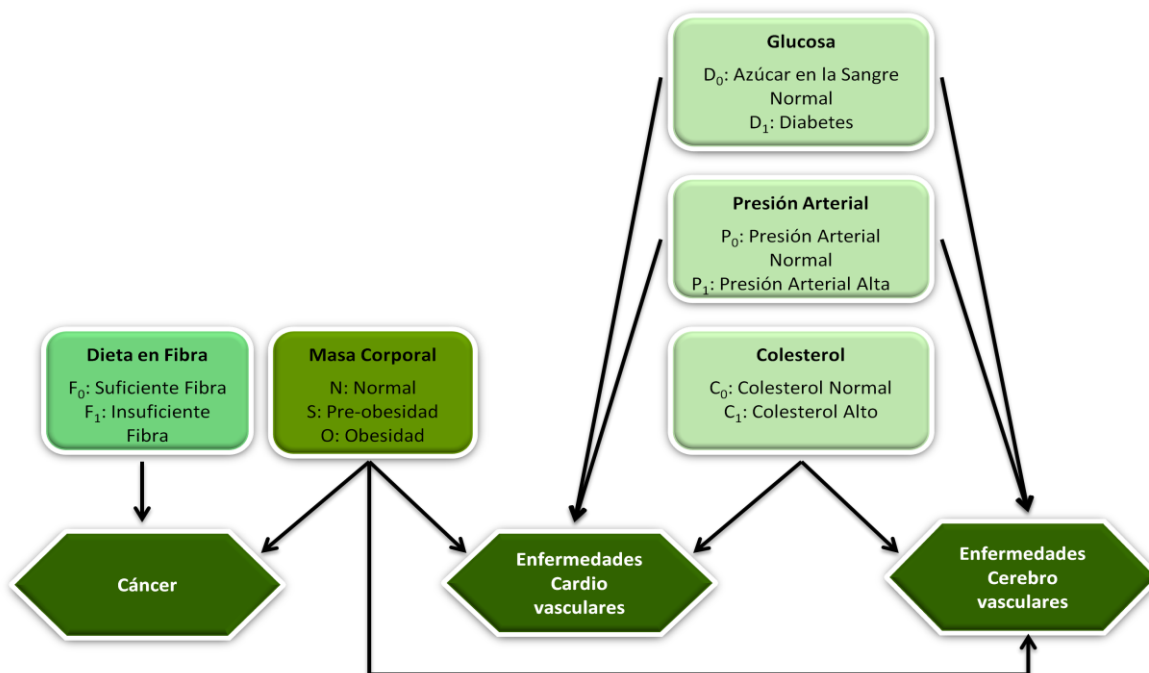 Glucosa
D₀: Azúcar en la Sangre
Normal
D₁: Diabetes
Presión Arterial
P₀: Presión Arterial
Normal
P₁: Presión Arterial Alta
Dieta en Fibra
F₀: Suficiente Fibra
F₁: Insuficiente
Fibra
Masa Corporal
N: Normal
S: Pre-obesidad
O: Obesidad
Colesterol
C₀: Colesterol Normal
C₁: Colesterol Alto
Cáncer
Enfermedades
Cardio
vasculares
Enfermedades
Cerebro
vasculares